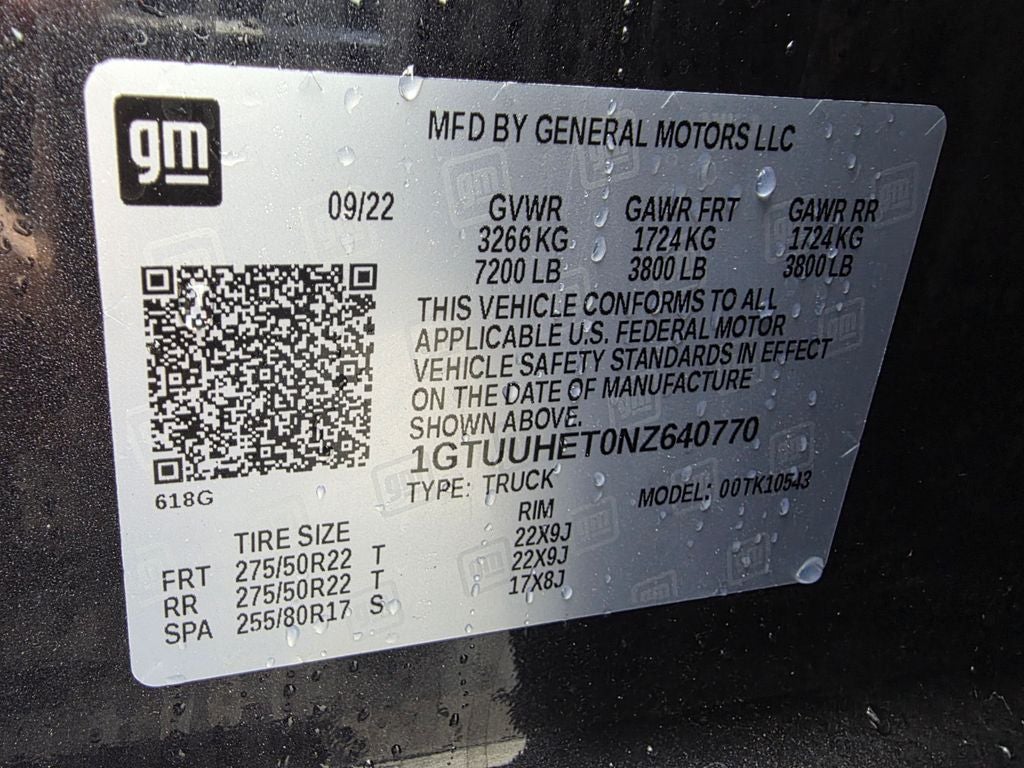 gm
MFD BY GENERAL MOTORS LLC
09/22 GVWR GAWR FRT GAWR RR
3266 KG 1724 KG 1724 KG
7200 LB 3800 LB 3800 LB
THIS VEHICLE CONFORMS TO ALL
APPLICABLE U.S. FEDERAL MOTOR
VEHICLE SAFETY STANDARDS IN EFFECT
ON THE DATE OF MANUFACTURE
SHOWN ABOVE.
1GTUUHET0NZ640770
618G
TYPE: TRUCK MODEL: 00TK10543
TIRE SIZE RIM
FRT 275/50R22 T 22X9J
RR 275/50R22 T 22X9J
SPA 255/80R17 S 17X8J